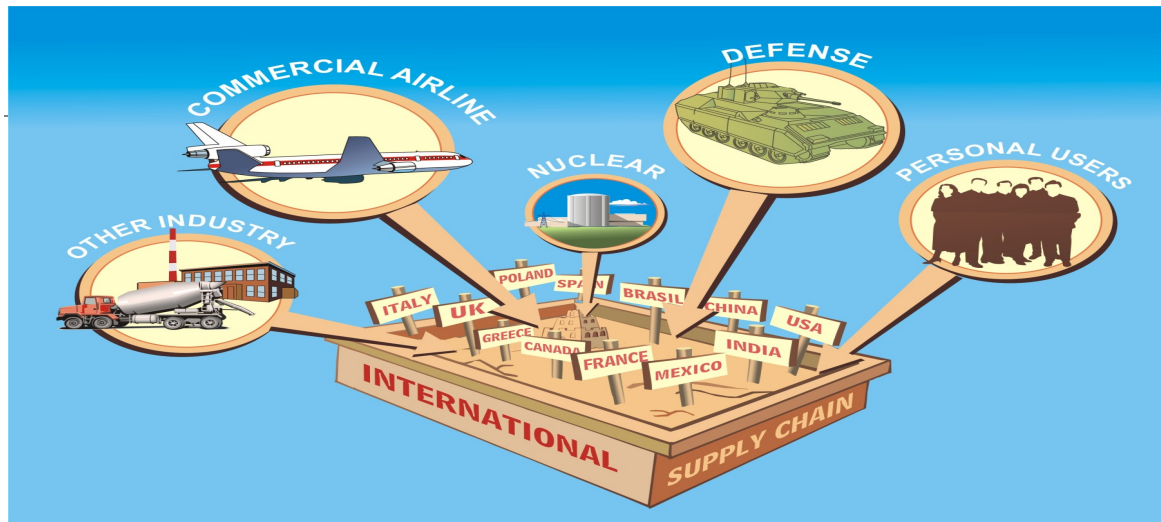 DEFENSE
COMMERCIAL AIRLINE
NUCLEAR
PERSONAL USERS
OTHER INDUSTRY
POLAND
SPAIN
ITALY
UK
BRASIL
CHINA
USA
GREECE
CANADA
FRANCE
INDIA
MEXICO
INTERNATIONAL
SUPPLY CHAIN